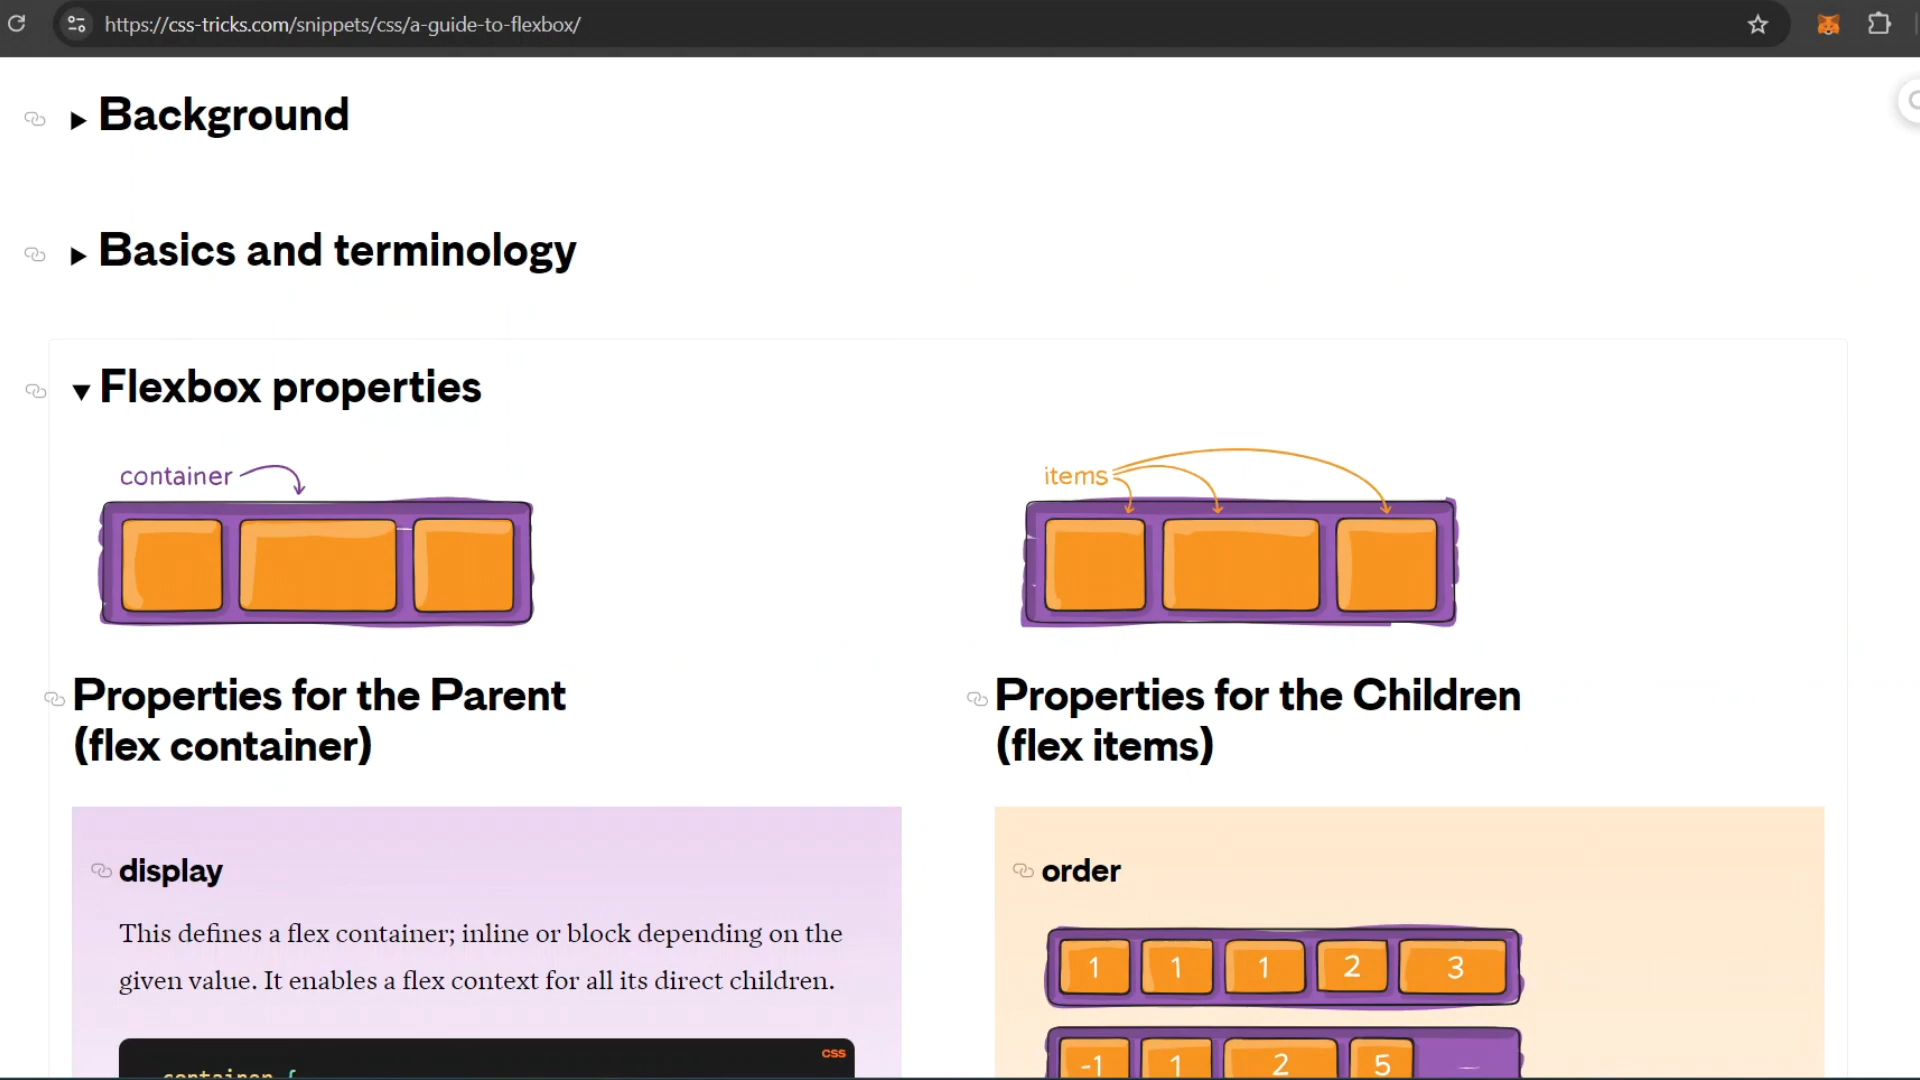 https://css-tricks.com/snippets/css/a-guide-to-flexbox/
Background
Basics and terminology
Flexbox properties
container
items
Properties for the Parent
(flex container)
Properties for the Children
(flex items)
display
This defines a flex container; inline or block depending on the
given value. It enables a flex context for all its direct children.
CSS
.container {
order
1 1 1 2 3
-1 1 2 5